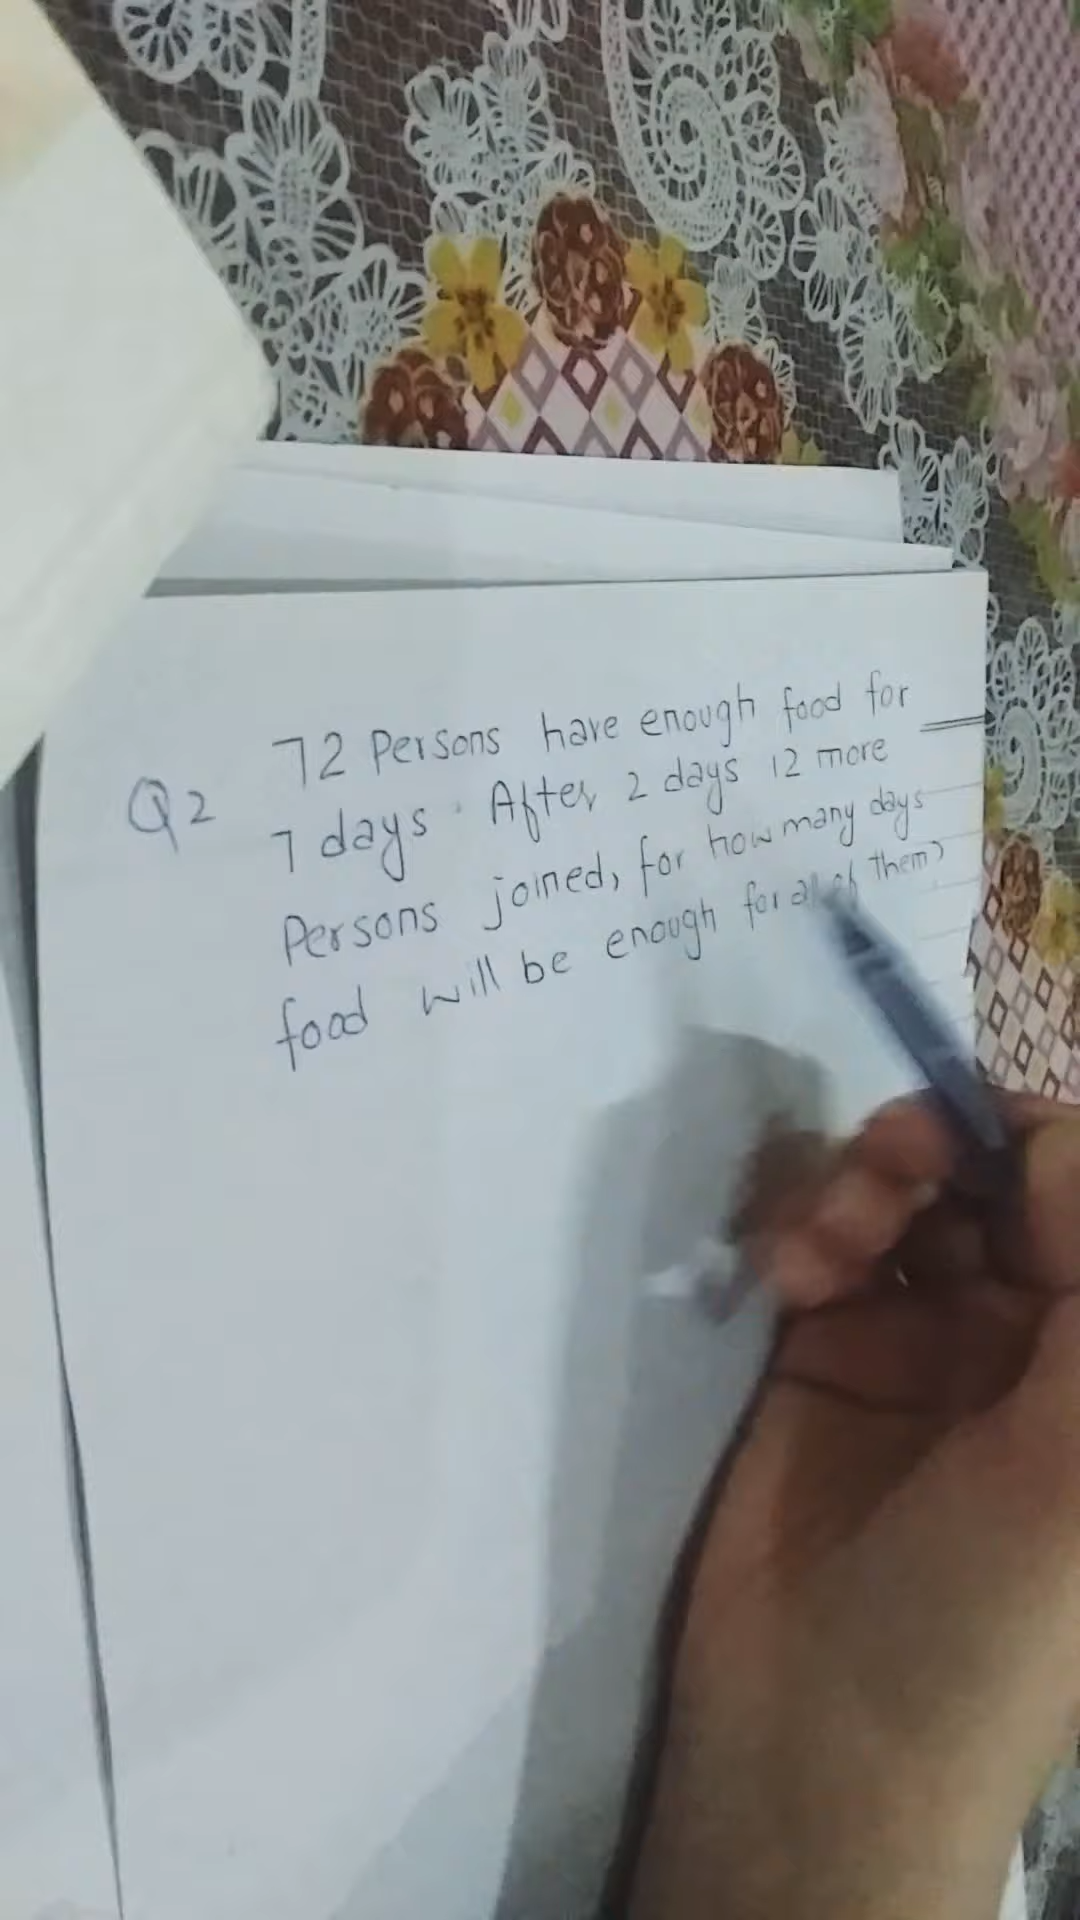 Q2 72 Persons have enough food for
7 days. After 2 days 12 more
Persons joined, for how many days
food will be enough for all of them?